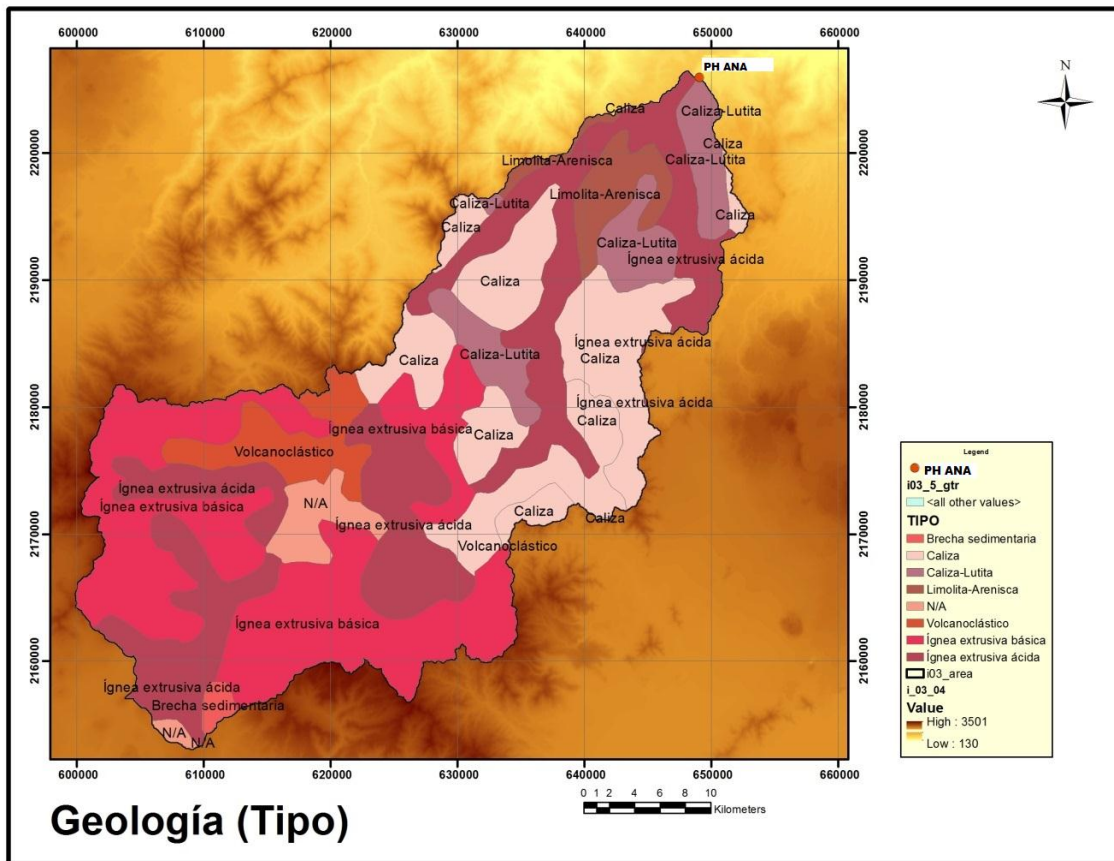 600000 610000 620000 630000 640000 650000 660000
N
PH ANA
Caliza
Caliza-Lutita
Caliza
Caliza-Lutita
Limolita-Arenisca
Limolita-Arenisca
Caliza-Lutita
Caliza
Caliza
Caliza-Lutita
Ígnea extrusiva ácida
Caliza
Ígnea extrusiva ácida
Caliza
Caliza-Lutita
Caliza
Ígnea extrusiva ácida
Caliza
Ígnea extrusiva básica
Caliza
Volcanoclástico
Ígnea extrusiva ácida
Ígnea extrusiva básica
N/A
Ígnea extrusiva ácida
Caliza
Caliza
Volcanoclástico
Ígnea extrusiva básica
Ígnea extrusiva ácida
Brecha sedimentaria
N/A
N/A
2200000
2190000
2180000
2170000
2160000
2200000
2190000
2180000
2170000
2160000
600000 610000 620000 630000 640000 650000 660000
Legend
PH ANA
i03_5_gtr
<all other values>
TIPO
Brecha sedimentaria
Caliza
Caliza-Lutita
Limolita-Arenisca
N/A
Volcanoclástico
Ígnea extrusiva básica
Ígnea extrusiva ácida
i03_area
i_03_04
Value
High : 3501
Low : 130
0 1 2 4 6 8 10
Kilometers
Geología (Tipo)